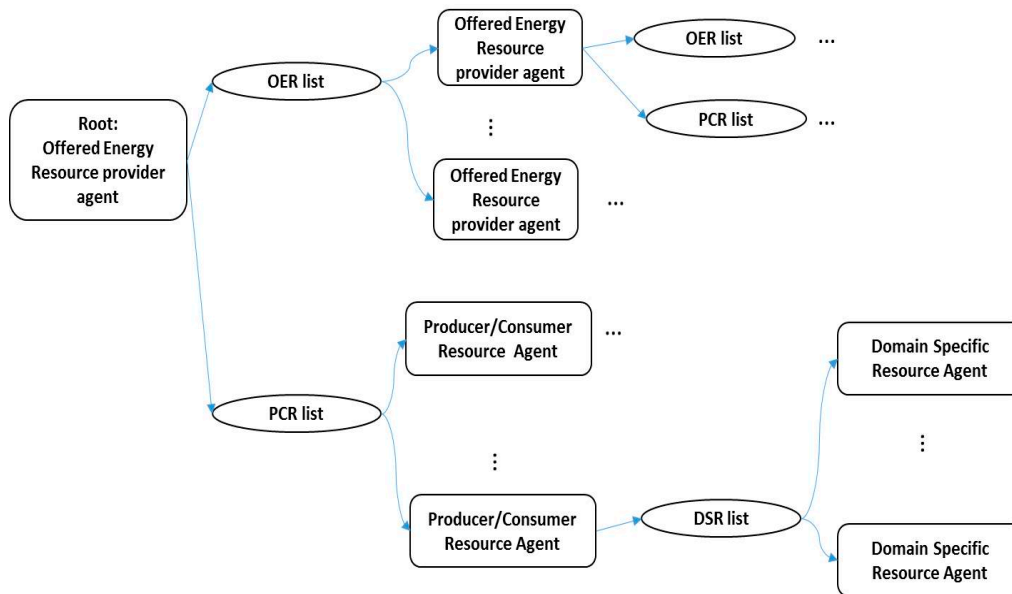 Root:
Offered Energy
Resource provider
agent
OER list
Offered Energy
Resource
provider agent
OER list
...
PCR list
...
⋮
Offered Energy
Resource
provider agent
...
PCR list
Producer/Consumer
Resource Agent
...
⋮
Producer/Consumer
Resource Agent
DSR list
Domain Specific
Resource Agent
⋮
Domain Specific
Resource Agent